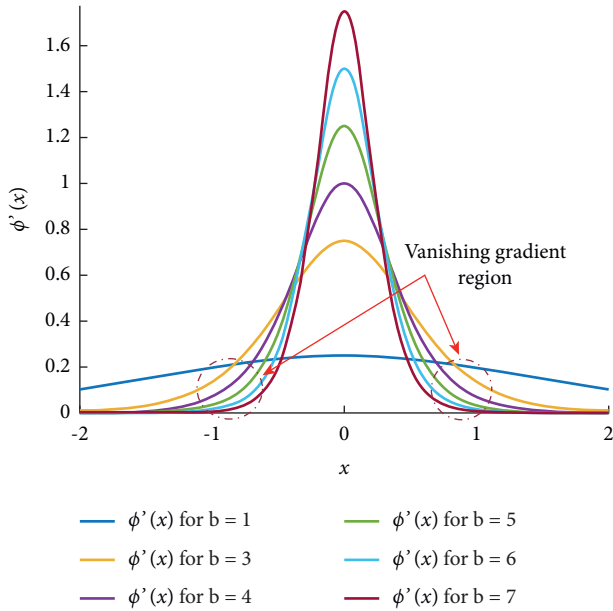 1.6
1.4
1.2
1
0.8
0.6
0.4
0.2
0
ϕ'(x)
Vanishing gradient
region
-2 -1 0 1 2
x
ϕ'(x) for b = 1 ϕ'(x) for b = 5
ϕ'(x) for b = 3 ϕ'(x) for b = 6
ϕ'(x) for b = 4 ϕ'(x) for b = 7